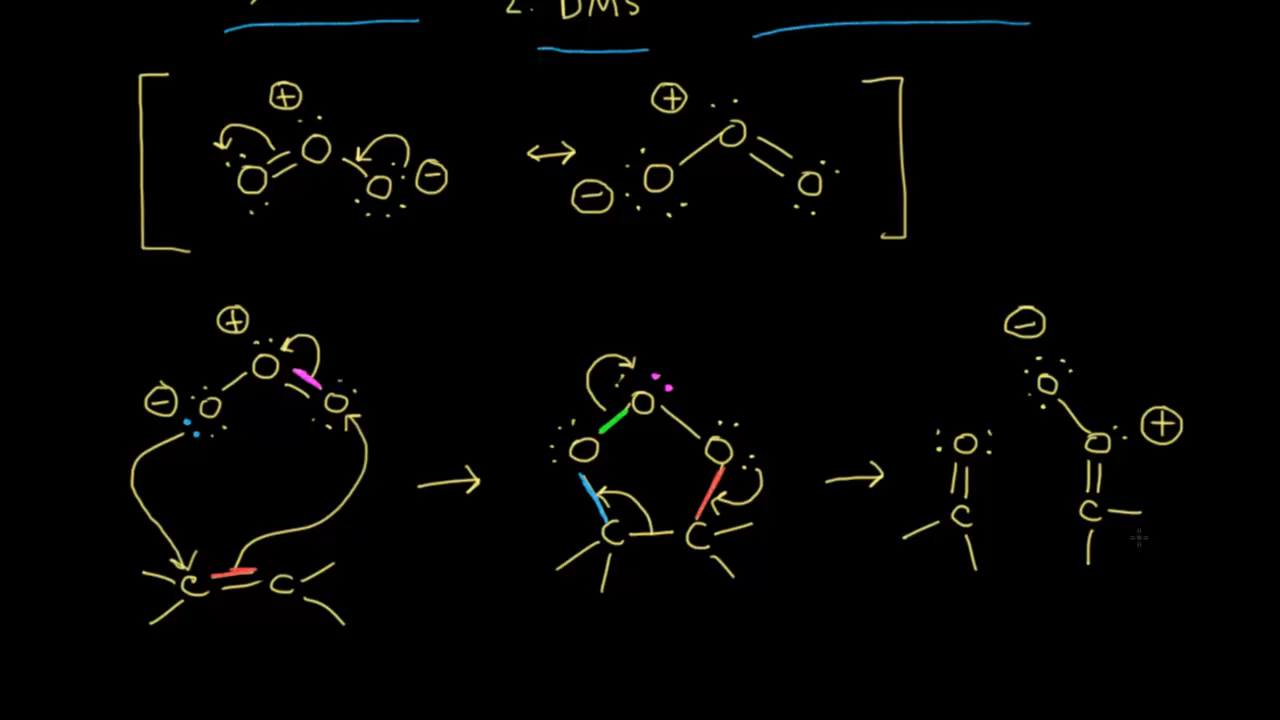 2. DMS
⊕
O = O - O ⊖ ↔ ⊖ O - O = O
⊕
⊕ ⊖
⊖ O - O = O → O O O → O O O ⊕
C = C C - C C C